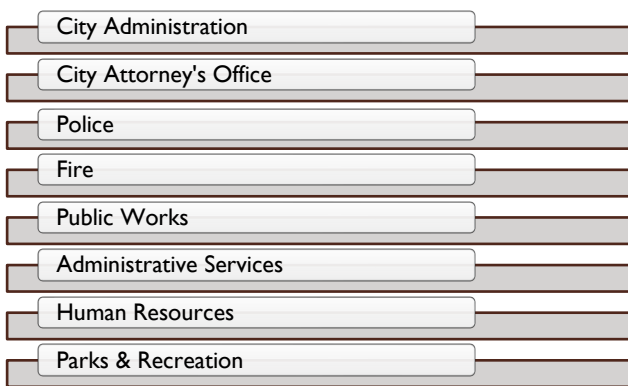 City Administration
City Attorney's Office
Police
Fire
Public Works
Administrative Services
Human Resources
Parks & Recreation